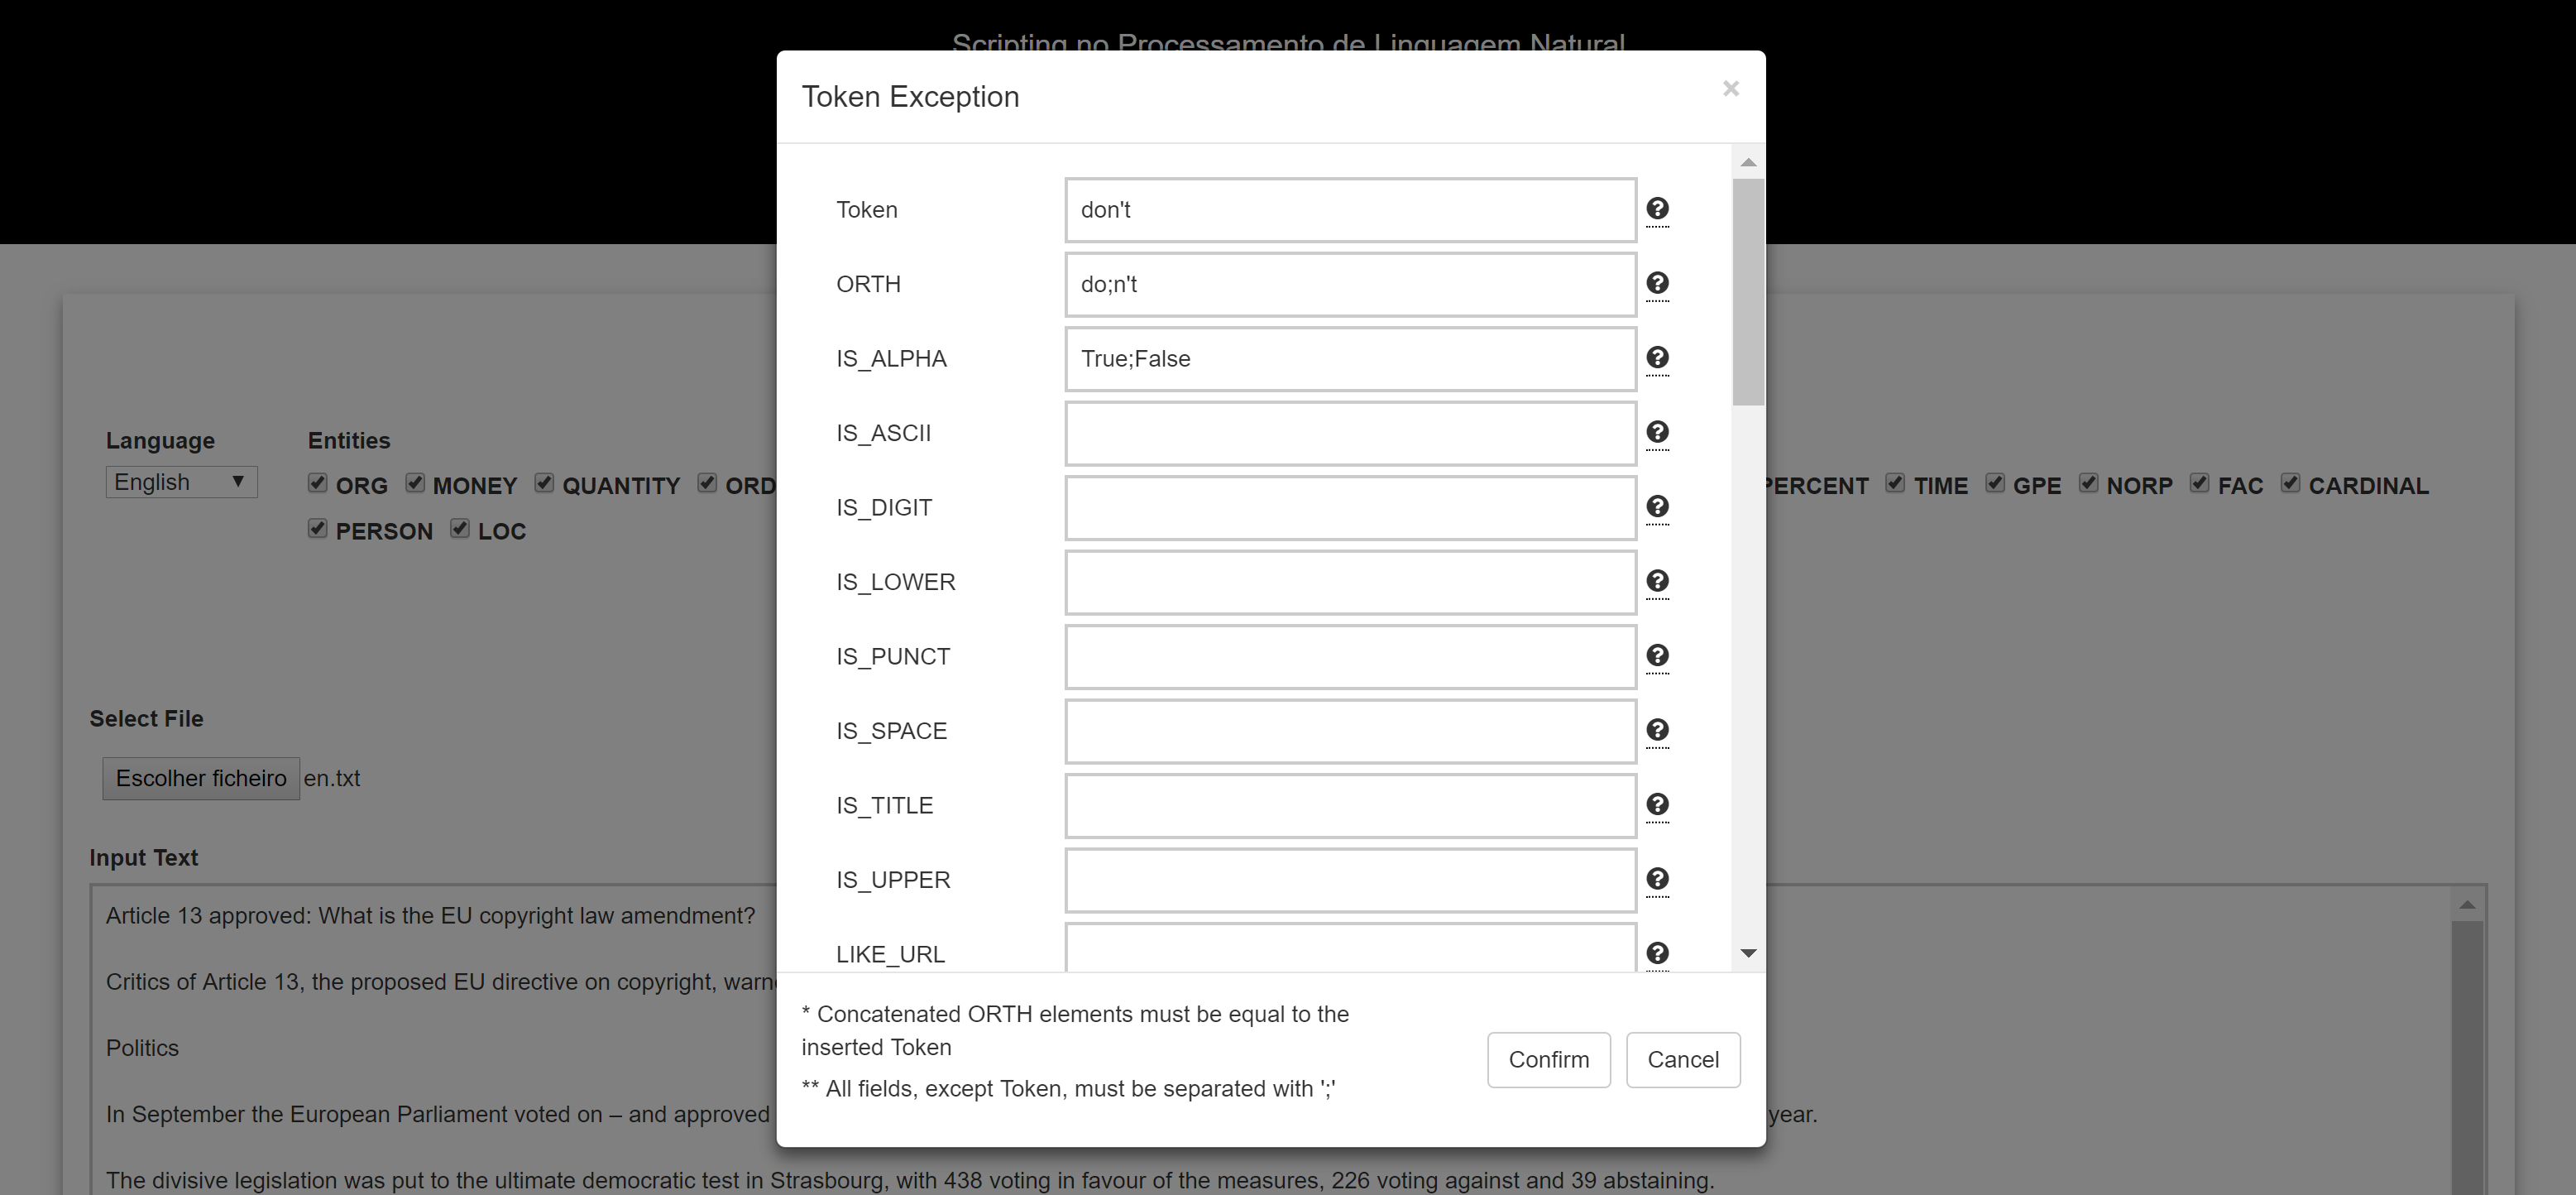 Scripting no Processamento de Linguagem Natural
Token Exception
×
Token don't
ORTH do;n't
IS_ALPHA True;False
IS_ASCII
IS_DIGIT
IS_LOWER
IS_PUNCT
IS_SPACE
IS_TITLE
IS_UPPER
LIKE_URL
* Concatenated ORTH elements must be equal to the
inserted Token
** All fields, except Token, must be separated with ';'
Confirm Cancel
Language
English
Entities
ORG MONEY QUANTITY ORD PERCENT TIME GPE NORP FAC CARDINAL
PERSON LOC
Select File
Escolher ficheiro en.txt
Input Text
Article 13 approved: What is the EU copyright law amendment?
Critics of Article 13, the proposed EU directive on copyright, warn
Politics
In September the European Parliament voted on – and approved year.
The divisive legislation was put to the ultimate democratic test in Strasbourg, with 438 voting in favour of the measures, 226 voting against and 39 abstaining.